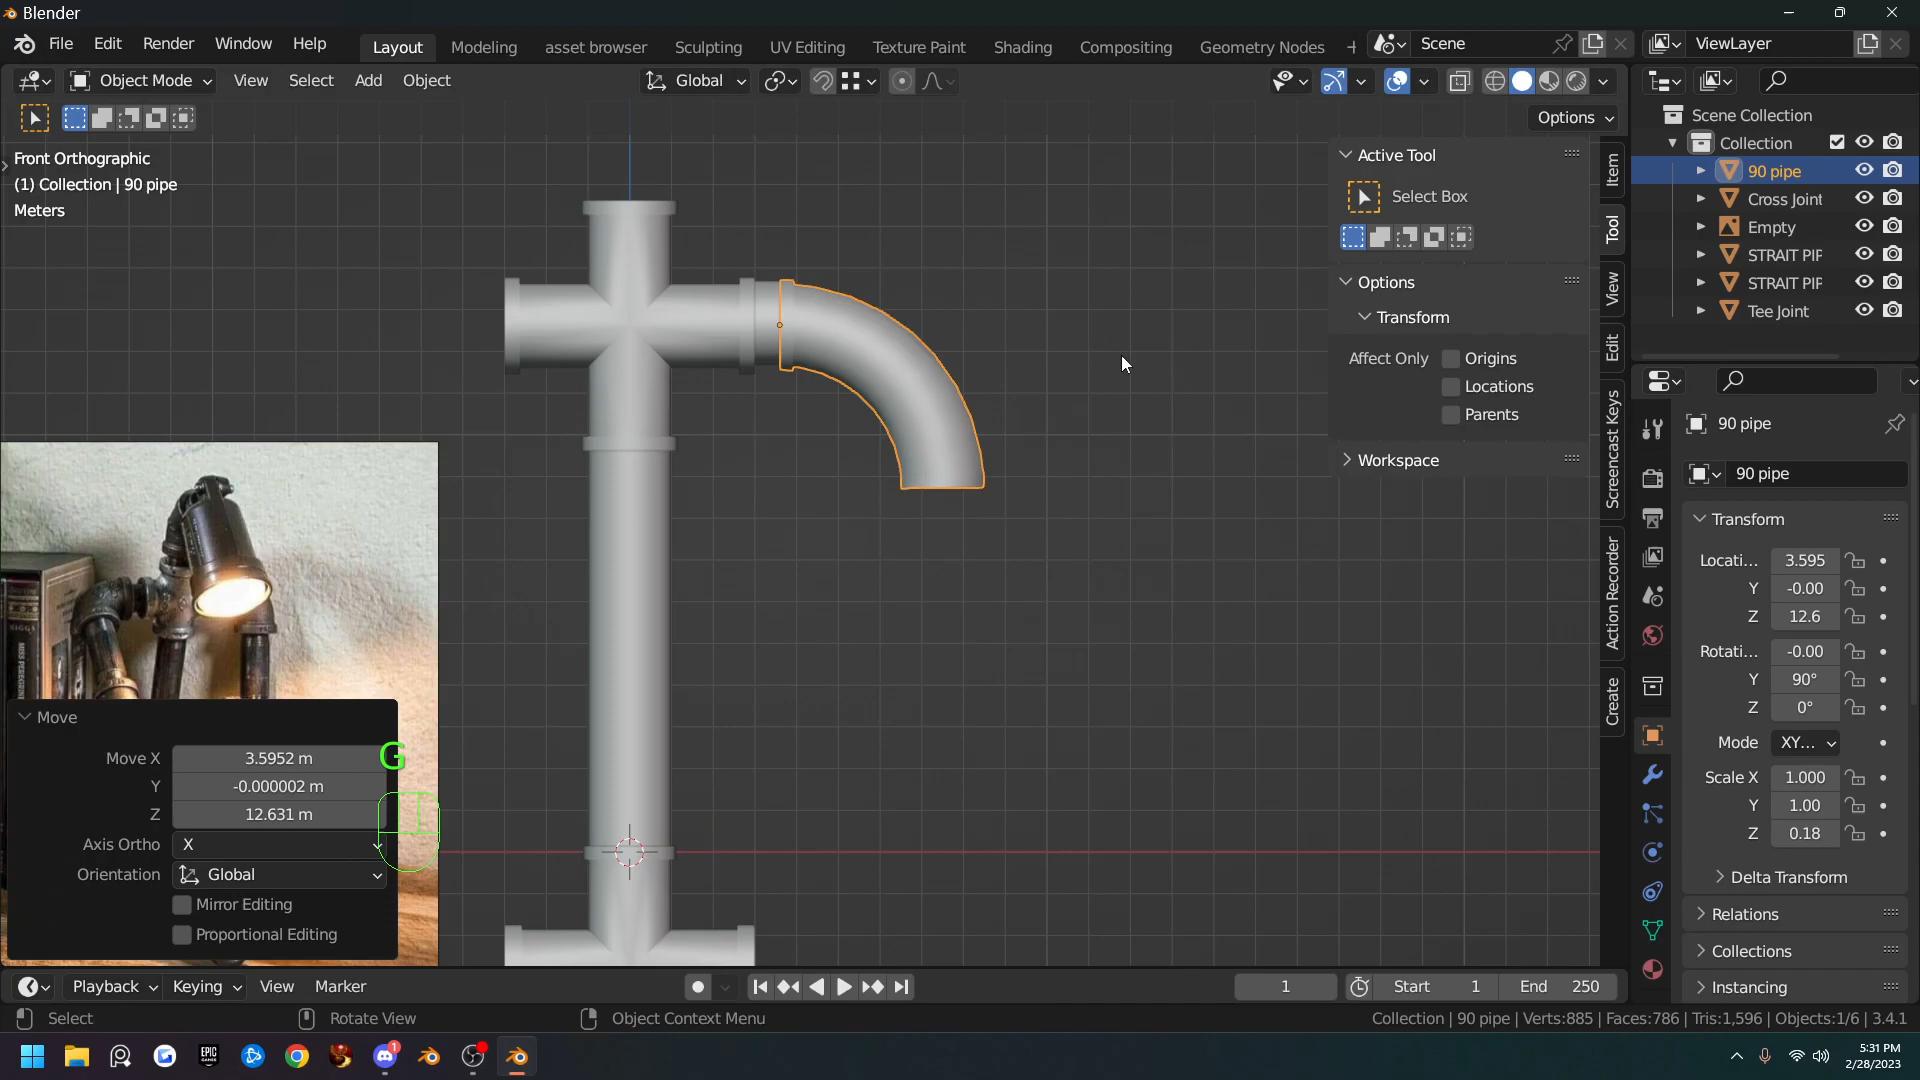 Blender
File Edit Render Window Help
Layout Modeling asset browser Sculpting UV Editing Texture Paint Shading Compositing Geometry Nodes
Scene
ViewLayer
Object Mode View Select Add Object
Global
Options
Front Orthographic
(1) Collection | 90 pipe
Meters
Active Tool
Select Box
Options
Transform
Affect Only Origins
Locations
Parents
Workspace
Item
Tool
View
Edit
Screencast Keys
Action Recorder
Create
Scene Collection
Collection
90 pipe
Cross Joint
Empty
STRAIT PIP
STRAIT PIP
Tee Joint
90 pipe
90 pipe
Transform
Locati... 3.595
Y -0.00
Z 12.6
Rotati... -0.00
Y 90°
Z 0°
Mode XY...
Scale X 1.000
Y 1.00
Z 0.18
Delta Transform
Relations
Collections
Instancing
Move
Move X 3.5952 m
Y -0.000002 m
Z 12.631 m
Axis Ortho X
Orientation Global
Mirror Editing
Proportional Editing
G
Playback Keying View Marker
1
Start 1 End 250
Select
Rotate View
Object Context Menu
Collection | 90 pipe | Verts:885 | Faces:786 | Tris:1,596 | Objects:1/6 | 3.4.1
EPIC
GAMES
1
5:31 PM
2/28/2023